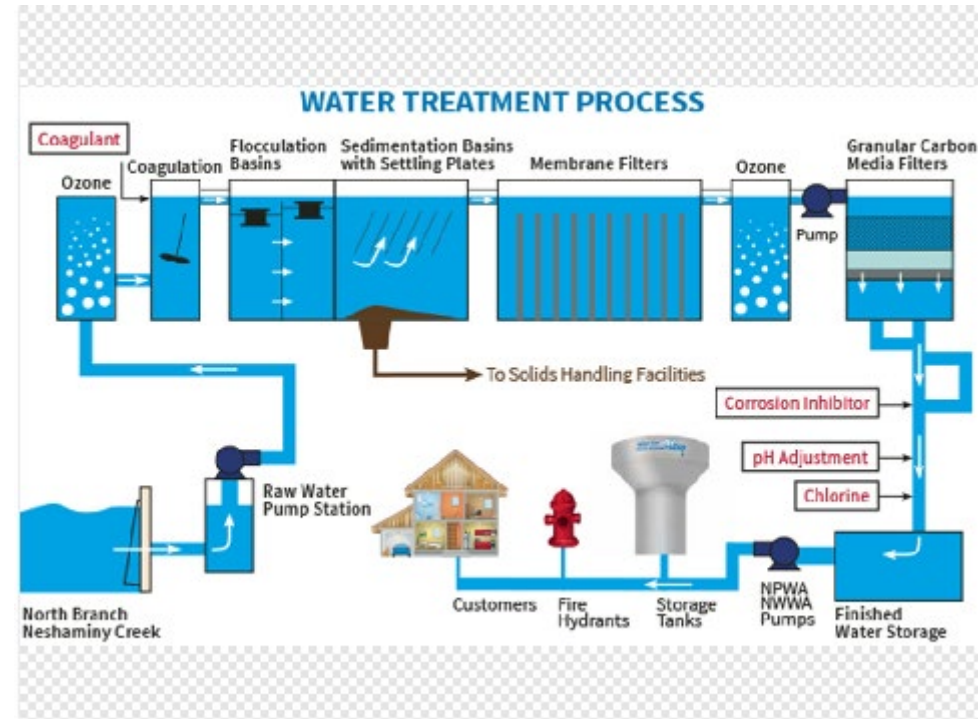 WATER TREATMENT PROCESS
Coagulant
Ozone
Coagulation
Flocculation
Basins
Sedimentation Basins
with Settling Plates
Membrane Filters
Ozone
Pump
Granular Carbon
Media Filters
To Solids Handling Facilities
Corrosion Inhibitor
pH Adjustment
Chlorine
Raw Water
Pump Station
North Branch
Neshaminy Creek
Customers
Fire
Hydrants
Storage
Tanks
NPWA
NWWA
Pumps
Finished
Water Storage